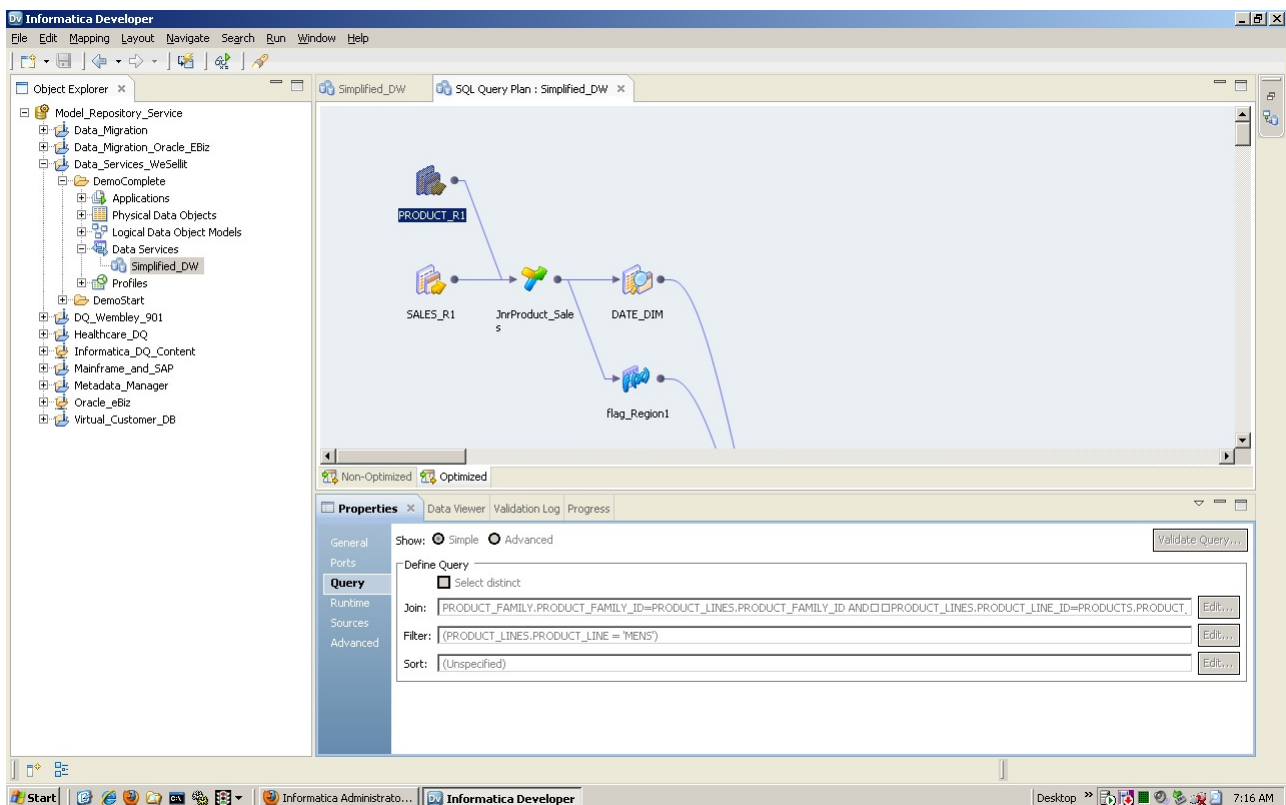 Informatica Developer
File Edit Mapping Layout Navigate Search Run Window Help
Object Explorer
Model_Repository_Service
Data_Migration
Data_Migration_Oracle_EBiz
Data_Services_WeSellit
DemoComplete
Applications
Physical Data Objects
Logical Data Object Models
Data Services
Simplified_DW
Profiles
DemoStart
DQ_Wembley_901
Healthcare_DQ
Informatica_DQ_Content
Mainframe_and_SAP
Metadata_Manager
Oracle_eBiz
Virtual_Customer_DB
Simplified_DW
SQL Query Plan : Simplified_DW
PRODUCT_R1
SALES_R1
JnrProduct_Sale
s
DATE_DIM
f(x)
flag_Region1
Non-Optimized Optimized
Properties Data Viewer Validation Log Progress
General
Ports
Query
Runtime
Sources
Advanced
Show: Simple Advanced
Validate Query...
Define Query
Select distinct
Join: PRODUCT_FAMILY.PRODUCT_FAMILY_ID=PRODUCT_LINES.PRODUCT_FAMILY_ID AND□□PRODUCT_LINES.PRODUCT_LINE_ID=PRODUCTS.PRODUCT_ Edit...
Filter: (PRODUCT_LINES.PRODUCT_LINE = 'MENS') Edit...
Sort: (Unspecified) Edit...
Start Informatica Administrato... Informatica Developer Desktop » 7:16 AM